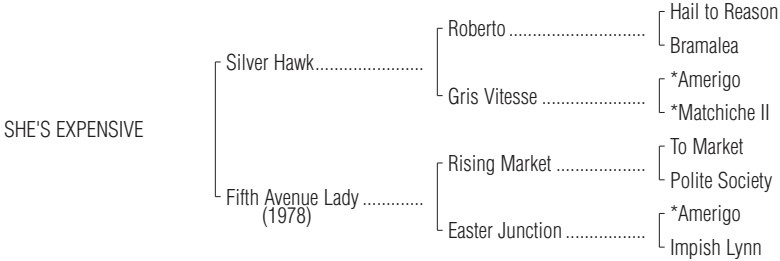 Hail to Reason
Roberto .............................
Bramalea
Silver Hawk.......................
*Amerigo
Gris Vitesse ......................
*Matchiche II
SHE'S EXPENSIVE
To Market
Rising Market ...................
Polite Society
Fifth Avenue Lady .............
(1978)
*Amerigo
Easter Junction .................
Impish Lynn